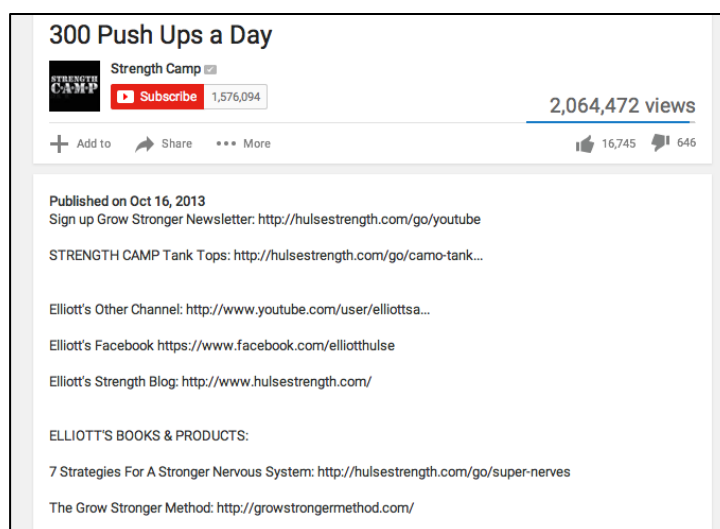 300 Push Ups a Day
STRENGTH
CAMP
Strength Camp
Subscribe 1,576,094
2,064,472 views
Add to Share More
16,745 646
Published on Oct 16, 2013
Sign up Grow Stronger Newsletter: http://hulsestrength.com/go/youtube
STRENGTH CAMP Tank Tops: http://hulsestrength.com/go/camo-tank...
Elliott's Other Channel: http://www.youtube.com/user/elliottsa...
Elliott's Facebook https://www.facebook.com/elliotthulse
Elliott's Strength Blog: http://www.hulsestrength.com/
ELLIOTT'S BOOKS & PRODUCTS:
7 Strategies For A Stronger Nervous System: http://hulsestrength.com/go/super-nerves
The Grow Stronger Method: http://growstrongermethod.com/